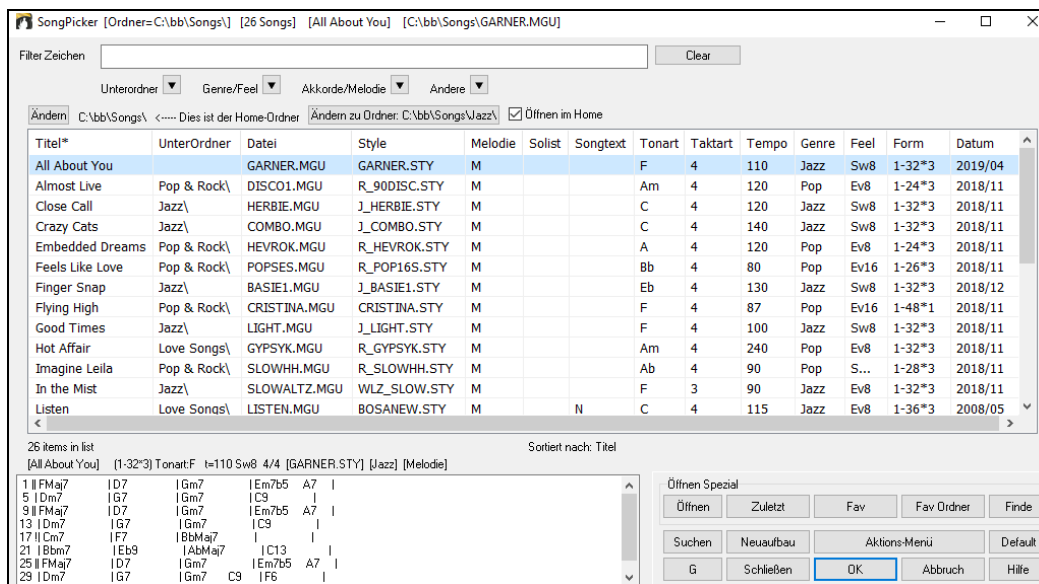 SongPicker [Ordner=C:\bb\Songs\] [26 Songs] [All About You] [C:\bb\Songs\GARNER.MGU]
Filter Zeichen Clear
Unterordner Genre/Feel Akkorde/Melodie Andere
Ändern C:\bb\Songs\ <----- Dies ist der Home-Ordner Ändern zu Ordner: C:\bb\Songs\Jazz\ Öffnen im Home
Titel* UnterOrdner Datei Style Melodie Solist Songtext Tonart Taktart Tempo Genre Feel Form Datum
All About You GARNER.MGU GARNER.STY M F 4 110 Jazz Sw8 1-32*3 2019/04
Almost Live Pop & Rock\ DISCO1.MGU R_90DISC.STY M Am 4 120 Pop Ev8 1-24*3 2018/11
Close Call Jazz\ HERBIE.MGU J_HERBIE.STY M C 4 120 Jazz Sw8 1-32*3 2018/11
Crazy Cats Jazz\ COMBO.MGU J_COMBO.STY M C 4 140 Jazz Sw8 1-32*3 2018/11
Embedded Dreams Pop & Rock\ HEVROK.MGU R_HEVROK.STY M A 4 120 Pop Ev8 1-24*3 2018/11
Feels Like Love Pop & Rock\ POPSES.MGU R_POP16S.STY M Bb 4 80 Pop Ev16 1-26*3 2018/11
Finger Snap Jazz\ BASIE1.MGU J_BASIE1.STY M Eb 4 130 Jazz Sw8 1-32*3 2018/12
Flying High Pop & Rock\ CRISTINA.MGU CRISTINA.STY M F 4 87 Pop Ev16 1-48*1 2018/11
Good Times Jazz\ LIGHT.MGU J_LIGHT.STY M F 4 100 Jazz Sw8 1-32*3 2018/11
Hot Affair Love Songs\ GYPSYK.MGU R_GYPSYK.STY M Am 4 240 Pop Ev8 1-32*3 2018/11
Imagine Leila Pop & Rock\ SLOWHH.MGU R_SLOWHH.STY M Ab 4 90 Pop S... 1-28*3 2018/11
In the Mist Jazz\ SLOWALTZ.MGU WLZ_SLOW.STY M F 3 90 Jazz Ev8 1-32*3 2018/11
Listen Love Songs\ LISTEN.MGU BOSANEW.STY M N C 4 115 Jazz Ev8 1-36*3 2008/05
26 items in list Sortiert nach: Titel
[All About You] (1-32*3) Tonart:F t=110 Sw8 4/4 [GARNER.STY] [Jazz] [Melodie]
1 || FMaj7 | D7 | Gm7 | Em7b5 A7 |
5 | Dm7 | G7 | Gm7 | C9 |
9 || FMaj7 | D7 | Gm7 | Em7b5 A7 |
13 | Dm7 | G7 | Gm7 | C9 |
17 !| Cm7 | F7 | BbMaj7 | |
21 | Bbm7 | Eb9 | AbMaj7 | C13 |
25 || FMaj7 | D7 | Gm7 | Em7b5 A7 |
29 | Dm7 | G7 | Gm7 C9 | F6 |
Öffnen Spezial
Öffnen Zuletzt Fav Fav Ordner Finde
Suchen Neuaufbau Aktions-Menü Default
G Schließen OK Abbruch Hilfe